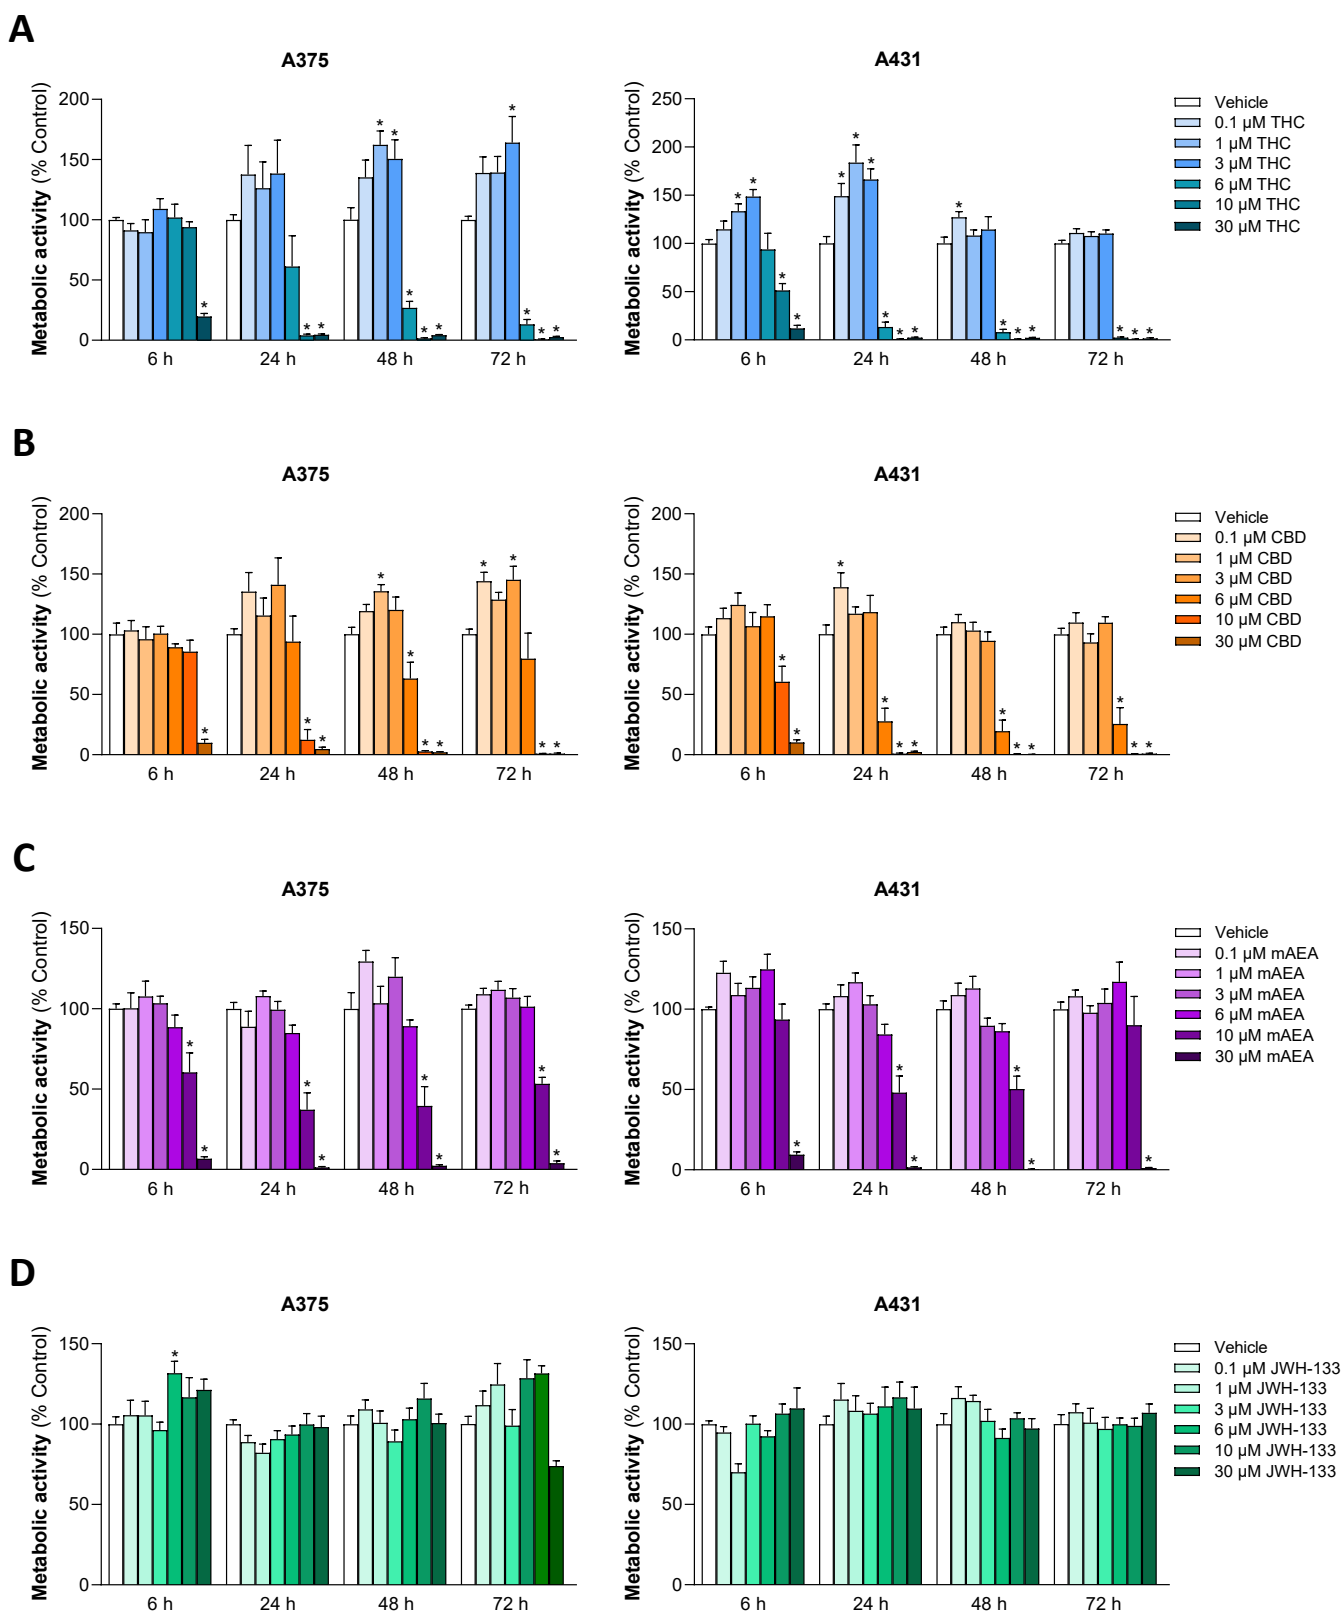 A
A375
A431
Metabolic activity (% Control)
200
150
100
50
0
* * * * * * * * * * *
6 h 24 h 48 h 72 h
Metabolic activity (% Control)
250
200
150
100
50
0
* * * * * * * * * * * * * * * * *
6 h 24 h 48 h 72 h
Vehicle
0.1 µM THC
1 µM THC
3 µM THC
6 µM THC
10 µM THC
30 µM THC
B
A375
A431
Metabolic activity (% Control)
200
150
100
50
0
* * * * * * * * * * *
6 h 24 h 48 h 72 h
Metabolic activity (% Control)
200
150
100
50
0
* * * * * * * * * * * *
6 h 24 h 48 h 72 h
Vehicle
0.1 µM CBD
1 µM CBD
3 µM CBD
6 µM CBD
10 µM CBD
30 µM CBD
C
A375
A431
Metabolic activity (% Control)
150
100
50
0
* * * * * * * *
6 h 24 h 48 h 72 h
Metabolic activity (% Control)
150
100
50
0
* * * * * *
6 h 24 h 48 h 72 h
Vehicle
0.1 µM mAEA
1 µM mAEA
3 µM mAEA
6 µM mAEA
10 µM mAEA
30 µM mAEA
D
A375
A431
Metabolic activity (% Control)
150
100
50
0
*
6 h 24 h 48 h 72 h
Metabolic activity (% Control)
150
100
50
0
6 h 24 h 48 h 72 h
Vehicle
0.1 µM JWH-133
1 µM JWH-133
3 µM JWH-133
6 µM JWH-133
10 µM JWH-133
30 µM JWH-133